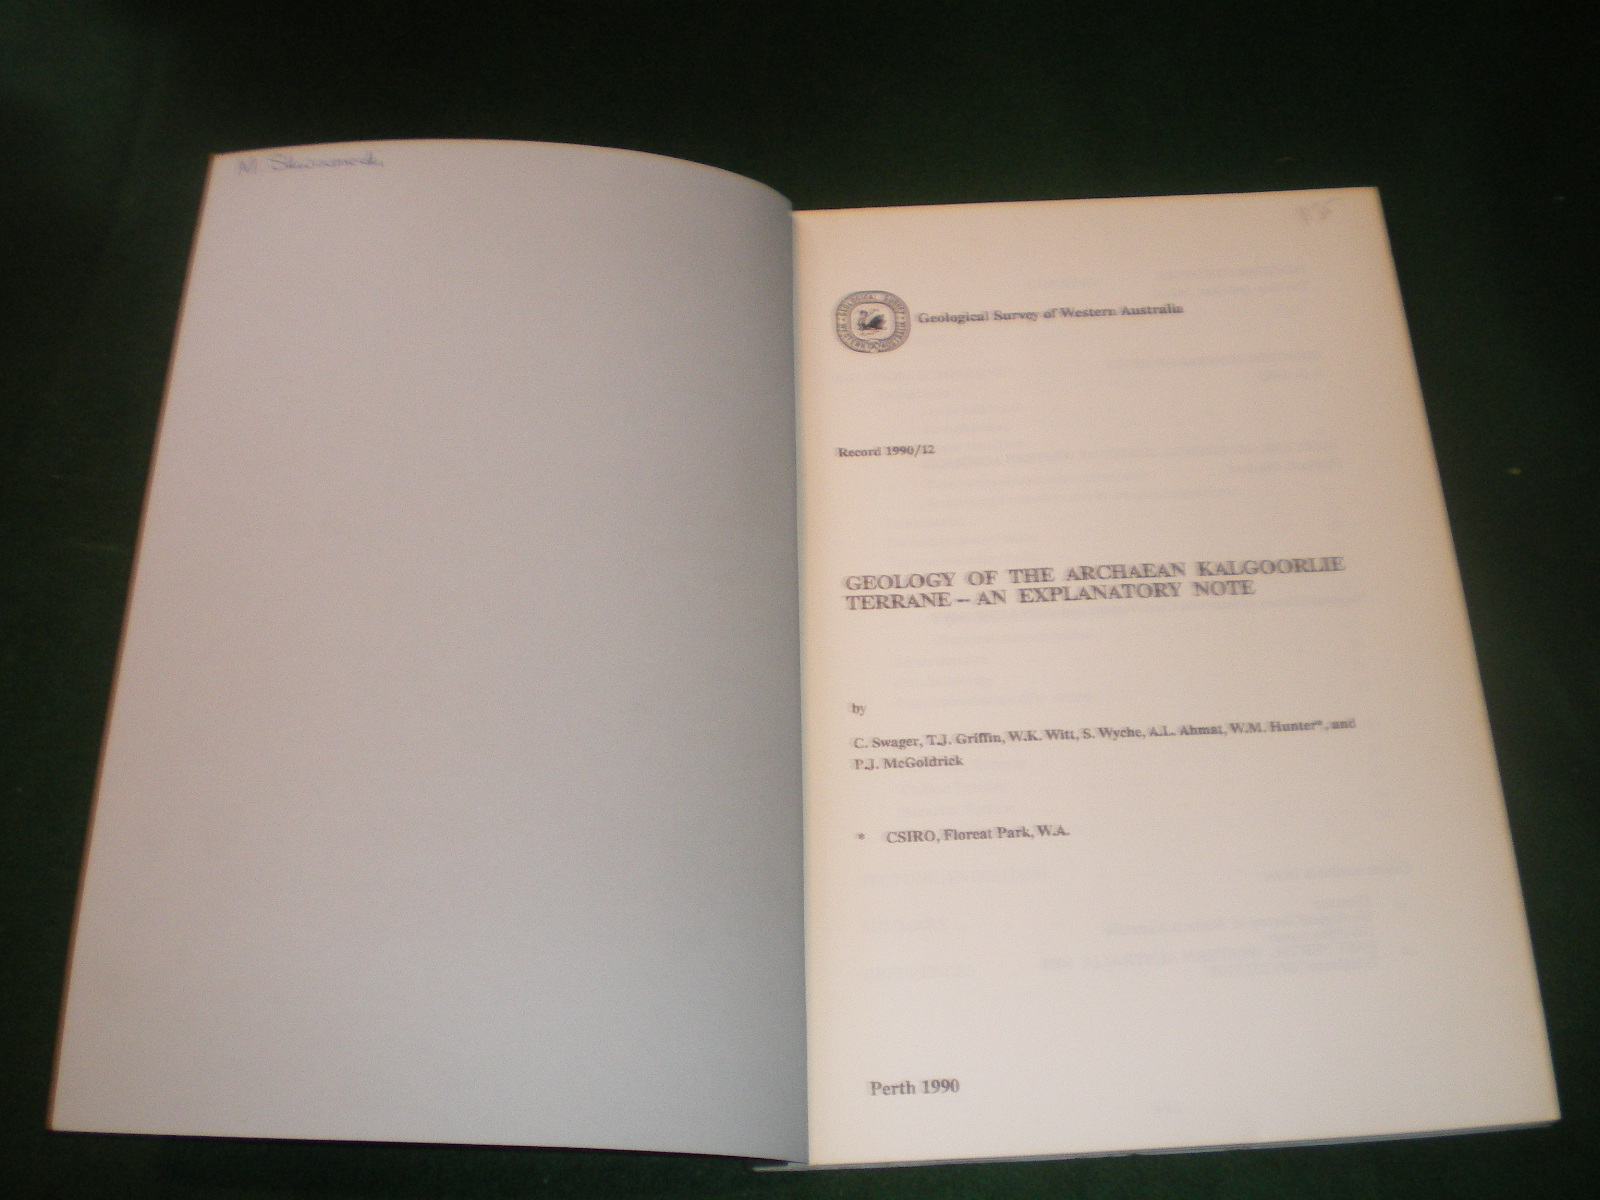 M.
Geological Survey of Western Australia
Record 1990/12
GEOLOGY OF THE ARCHAEAN KALGOORLIE
TERRANE – AN EXPLANATORY NOTE
by
C. Swager, T.J. Griffin, W.K. Witt, S. Wyche, A.L. Ahmat, W.M. Hunter*, and
P.J. McGoldrick
* CSIRO, Floreat Park, W.A.
Perth 1990